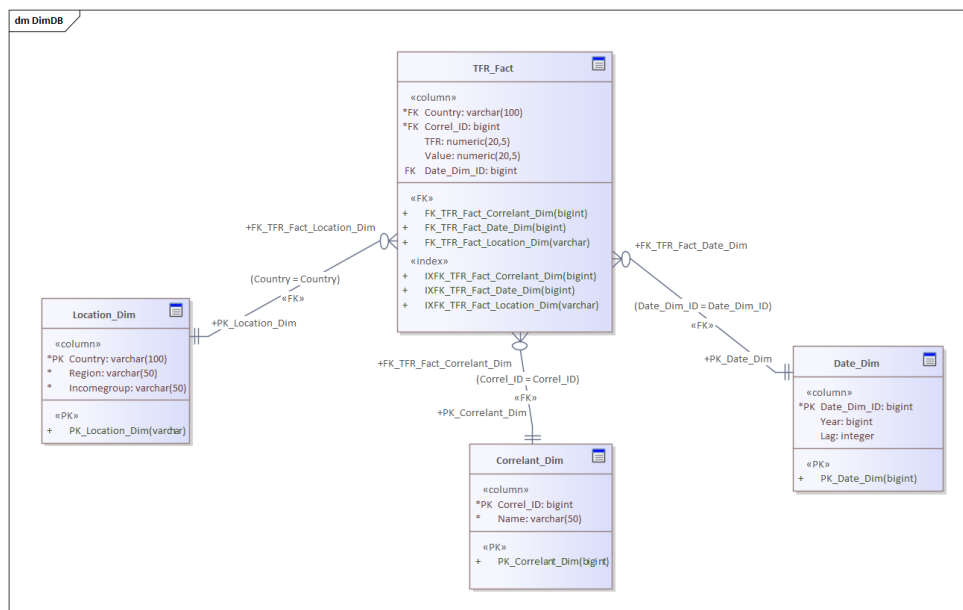 dm DimDB
TFR_Fact
«column»
*FK Country: varchar(100)
*FK Correl_ID: bigint
TFR: numeric(20,5)
Value: numeric(20,5)
FK Date_Dim_ID: bigint
«FK»
+ FK_TFR_Fact_Correlant_Dim(bigint)
+ FK_TFR_Fact_Date_Dim(bigint)
+ FK_TFR_Fact_Location_Dim(varchar)
«index»
+ IXFK_TFR_Fact_Correlant_Dim(bigint)
+ IXFK_TFR_Fact_Date_Dim(bigint)
+ IXFK_TFR_Fact_Location_Dim(varchar)
+FK_TFR_Fact_Location_Dim
(Country = Country)
«FK»
+PK_Location_Dim
+FK_TFR_Fact_Date_Dim
(Date_Dim_ID = Date_Dim_ID)
«FK»
+PK_Date_Dim
+FK_TFR_Fact_Correlant_Dim
(Correl_ID = Correl_ID)
«FK»
+PK_Correlant_Dim
Location_Dim
«column»
*PK Country: varchar(100)
* Region: varchar(50)
* Incomegroup: varchar(50)
«PK»
+ PK_Location_Dim(varchar)
Date_Dim
«column»
*PK Date_Dim_ID: bigint
Year: bigint
Lag: integer
«PK»
+ PK_Date_Dim(bigint)
Correlant_Dim
«column»
*PK Correl_ID: bigint
* Name: varchar(50)
«PK»
+ PK_Correlant_Dim(bigint)